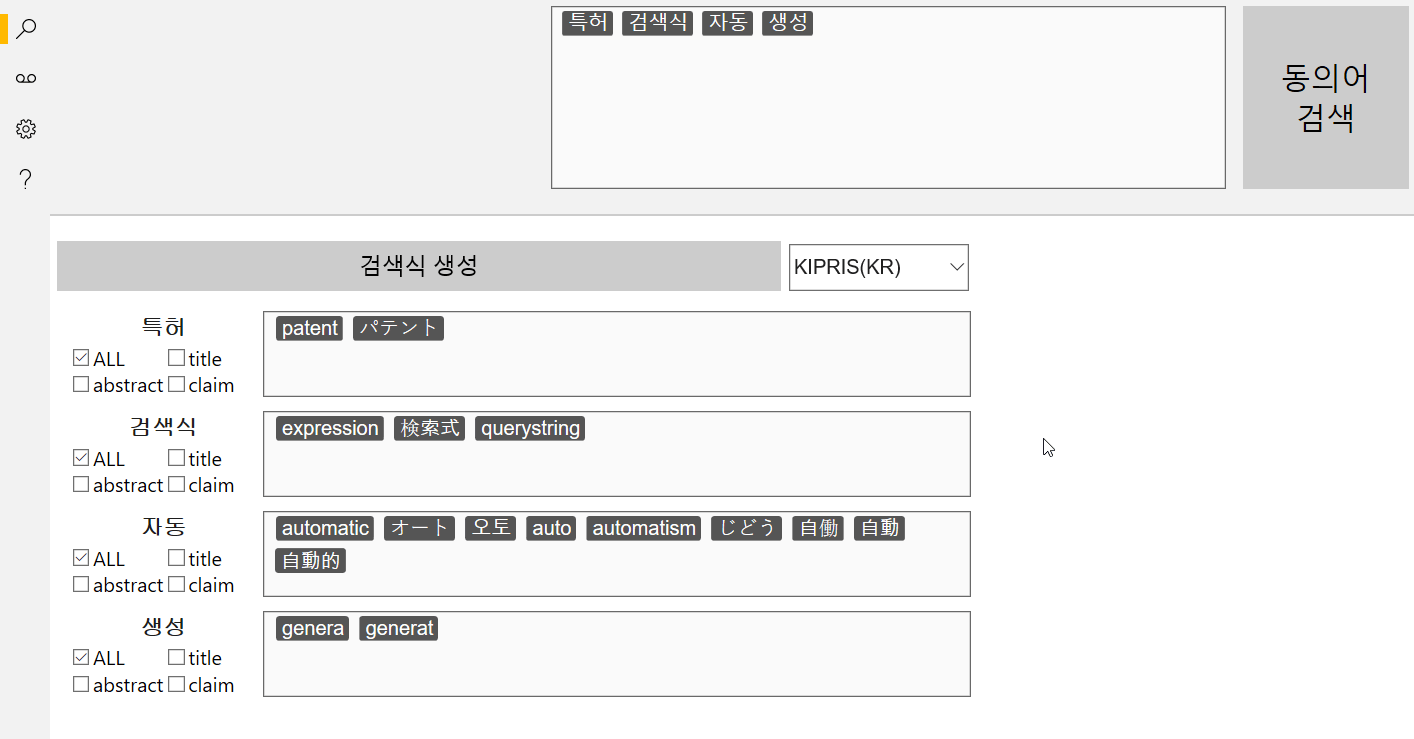 특허 검색식 자동 생성
동의어
검색
검색식 생성
KIPRIS(KR)
특허
ALL title
abstract claim
patent パテント
검색식
ALL title
abstract claim
expression 検索式 querystring
자동
ALL title
abstract claim
automatic オート 오토 auto automatism じどう 自働 自動
自動的
생성
ALL title
abstract claim
genera generat